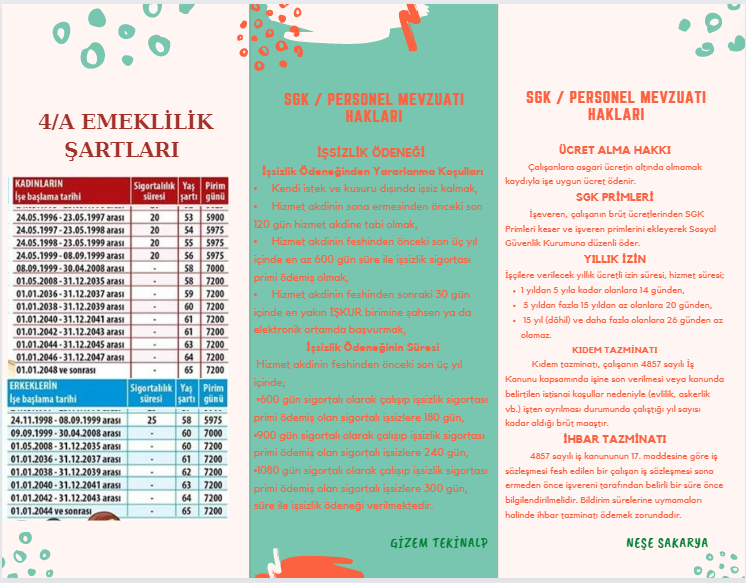 4/A EMEKLİLİK
ŞARTLARI
KADINLARIN
İşe başlama tarihi Sigortalılık süresi Yaş şartı Pirim günü
24.05.1996 - 23.05.1997 arası 20 53 5900
24.05.1997 - 23.05.1998 arası 20 54 5975
24.05.1998 - 23.05.1999 arası 20 55 5975
24.05.1999 - 08.09.1999 arası 20 56 5975
08.09.1999 - 30.04.2008 arası - 58 7000
01.05.2008 - 31.12.2035 arası - 58 7200
01.01.2036 - 31.12.2037 arası - 59 7200
01.01.2038 - 31.12.2039 arası - 60 7200
01.01.2040 - 31.12.2041 arası - 61 7200
01.01.2042 - 31.12.2043 arası - 61 7200
01.01.2044 - 31.12.2045 arası - 63 7200
01.01.2046 - 31.12.2047 arası - 64 7200
01.01.2048 ve sonrası - 65 7200
ERKEKLERİN
İşe başlama tarihi Sigortalılık süresi Yaş şartı Pirim günü
24.11.1998 - 08.09.1999 arası 25 58 5975
09.09.1999 - 30.04.2008 arası - 60 7000
01.05.2008 - 31.12.2035 arası - 60 7200
01.01.2036 - 31.12.2037 arası - 61 7200
01.01.2038 - 31.12.2039 arası - 62 7200
01.01.2040 - 31.12.2041 arası - 63 7200
01.01.2042 - 31.12.2043 arası - 64 7200
01.01.2044 ve sonrası - 65 7200
SGK / PERSONEL MEVZUATI
HAKLARI
İŞSİZLİK ÖDENEĞİ
İşsizlik Ödeneğinden Yararlanma Koşulları
• Kendi istek ve kusuru dışında işsiz kalmak,
• Hizmet akdinin sona ermesinden önceki son
120 gün hizmet akdine tabi olmak,
• Hizmet akdinin feshinden önceki son üç yıl
içinde en az 600 gün süre ile işsizlik sigortası
primi ödemiş olmak,
• Hizmet akdinin feshinden sonraki 30 gün
içinde en yakın İŞKUR birimine şahsen ya da
elektronik ortamda başvurmak,
İşsizlik Ödeneğinin Süresi
Hizmet akdinin feshinden önceki son üç yıl
içinde;
•600 gün sigortalı olarak çalışıp işsizlik sigortası
primi ödemiş olan sigortalı işsizlere 180 gün,
•900 gün sigortalı olarak çalışıp işsizlik sigortası
primi ödemiş olan sigortalı işsizlere 240 gün,
•1080 gün sigortalı olarak çalışıp işsizlik sigortası
primi ödemiş olan sigortalı işsizlere 300 gün,
süre ile işsizlik ödeneği verilmektedir.
GİZEM TEKİNALP
SGK / PERSONEL MEVZUATI
HAKLARI
ÜCRET ALMA HAKKI
Çalışanlara asgari ücretin altında olmamak
kaydıyla işe uygun ücret ödenir.
SGK PRİMLERİ
İşeveren, çalışanın brüt ücretlerinden SGK
Primleri keser ve işveren primlerini ekleyerek Sosyal
Güvenlik Kurumuna düzenli öder.
YILLIK İZİN
İşçilere verilecek yıllık ücretli izin süresi, hizmet süresi;
• 1 yıldan 5 yıla kadar olanlara 14 günden,
• 5 yıldan fazla 15 yıldan az olanlara 20 günden,
• 15 yıl (dâhil) ve daha fazla olanlara 26 günden az
olamaz.
KIDEM TAZMİNATI
Kıdem tazminatı, çalışanın 4857 sayılı İş
Kanunu kapsamında işine son verilmesi veya kanunda
belirtilen istisnai koşullar nedeniyle (evlilik, askerlik
vb.) işten ayrılması durumunda çalıştığı yıl sayısı
kadar aldığı brüt maaştır.
İHBAR TAZMİNATI
4857 sayılı iş kanununun 17. maddesine göre iş
sözleşmesi fesh edilen bir çalışan iş sözleşmesi sona
ermeden önce işvereni tarafından belirli bir süre önce
bilgilendirilmelidir. Bildirim sürelerine uymamaları
halinde ihbar tazminatı ödemek zorundadır.
NEŞE SAKARYA